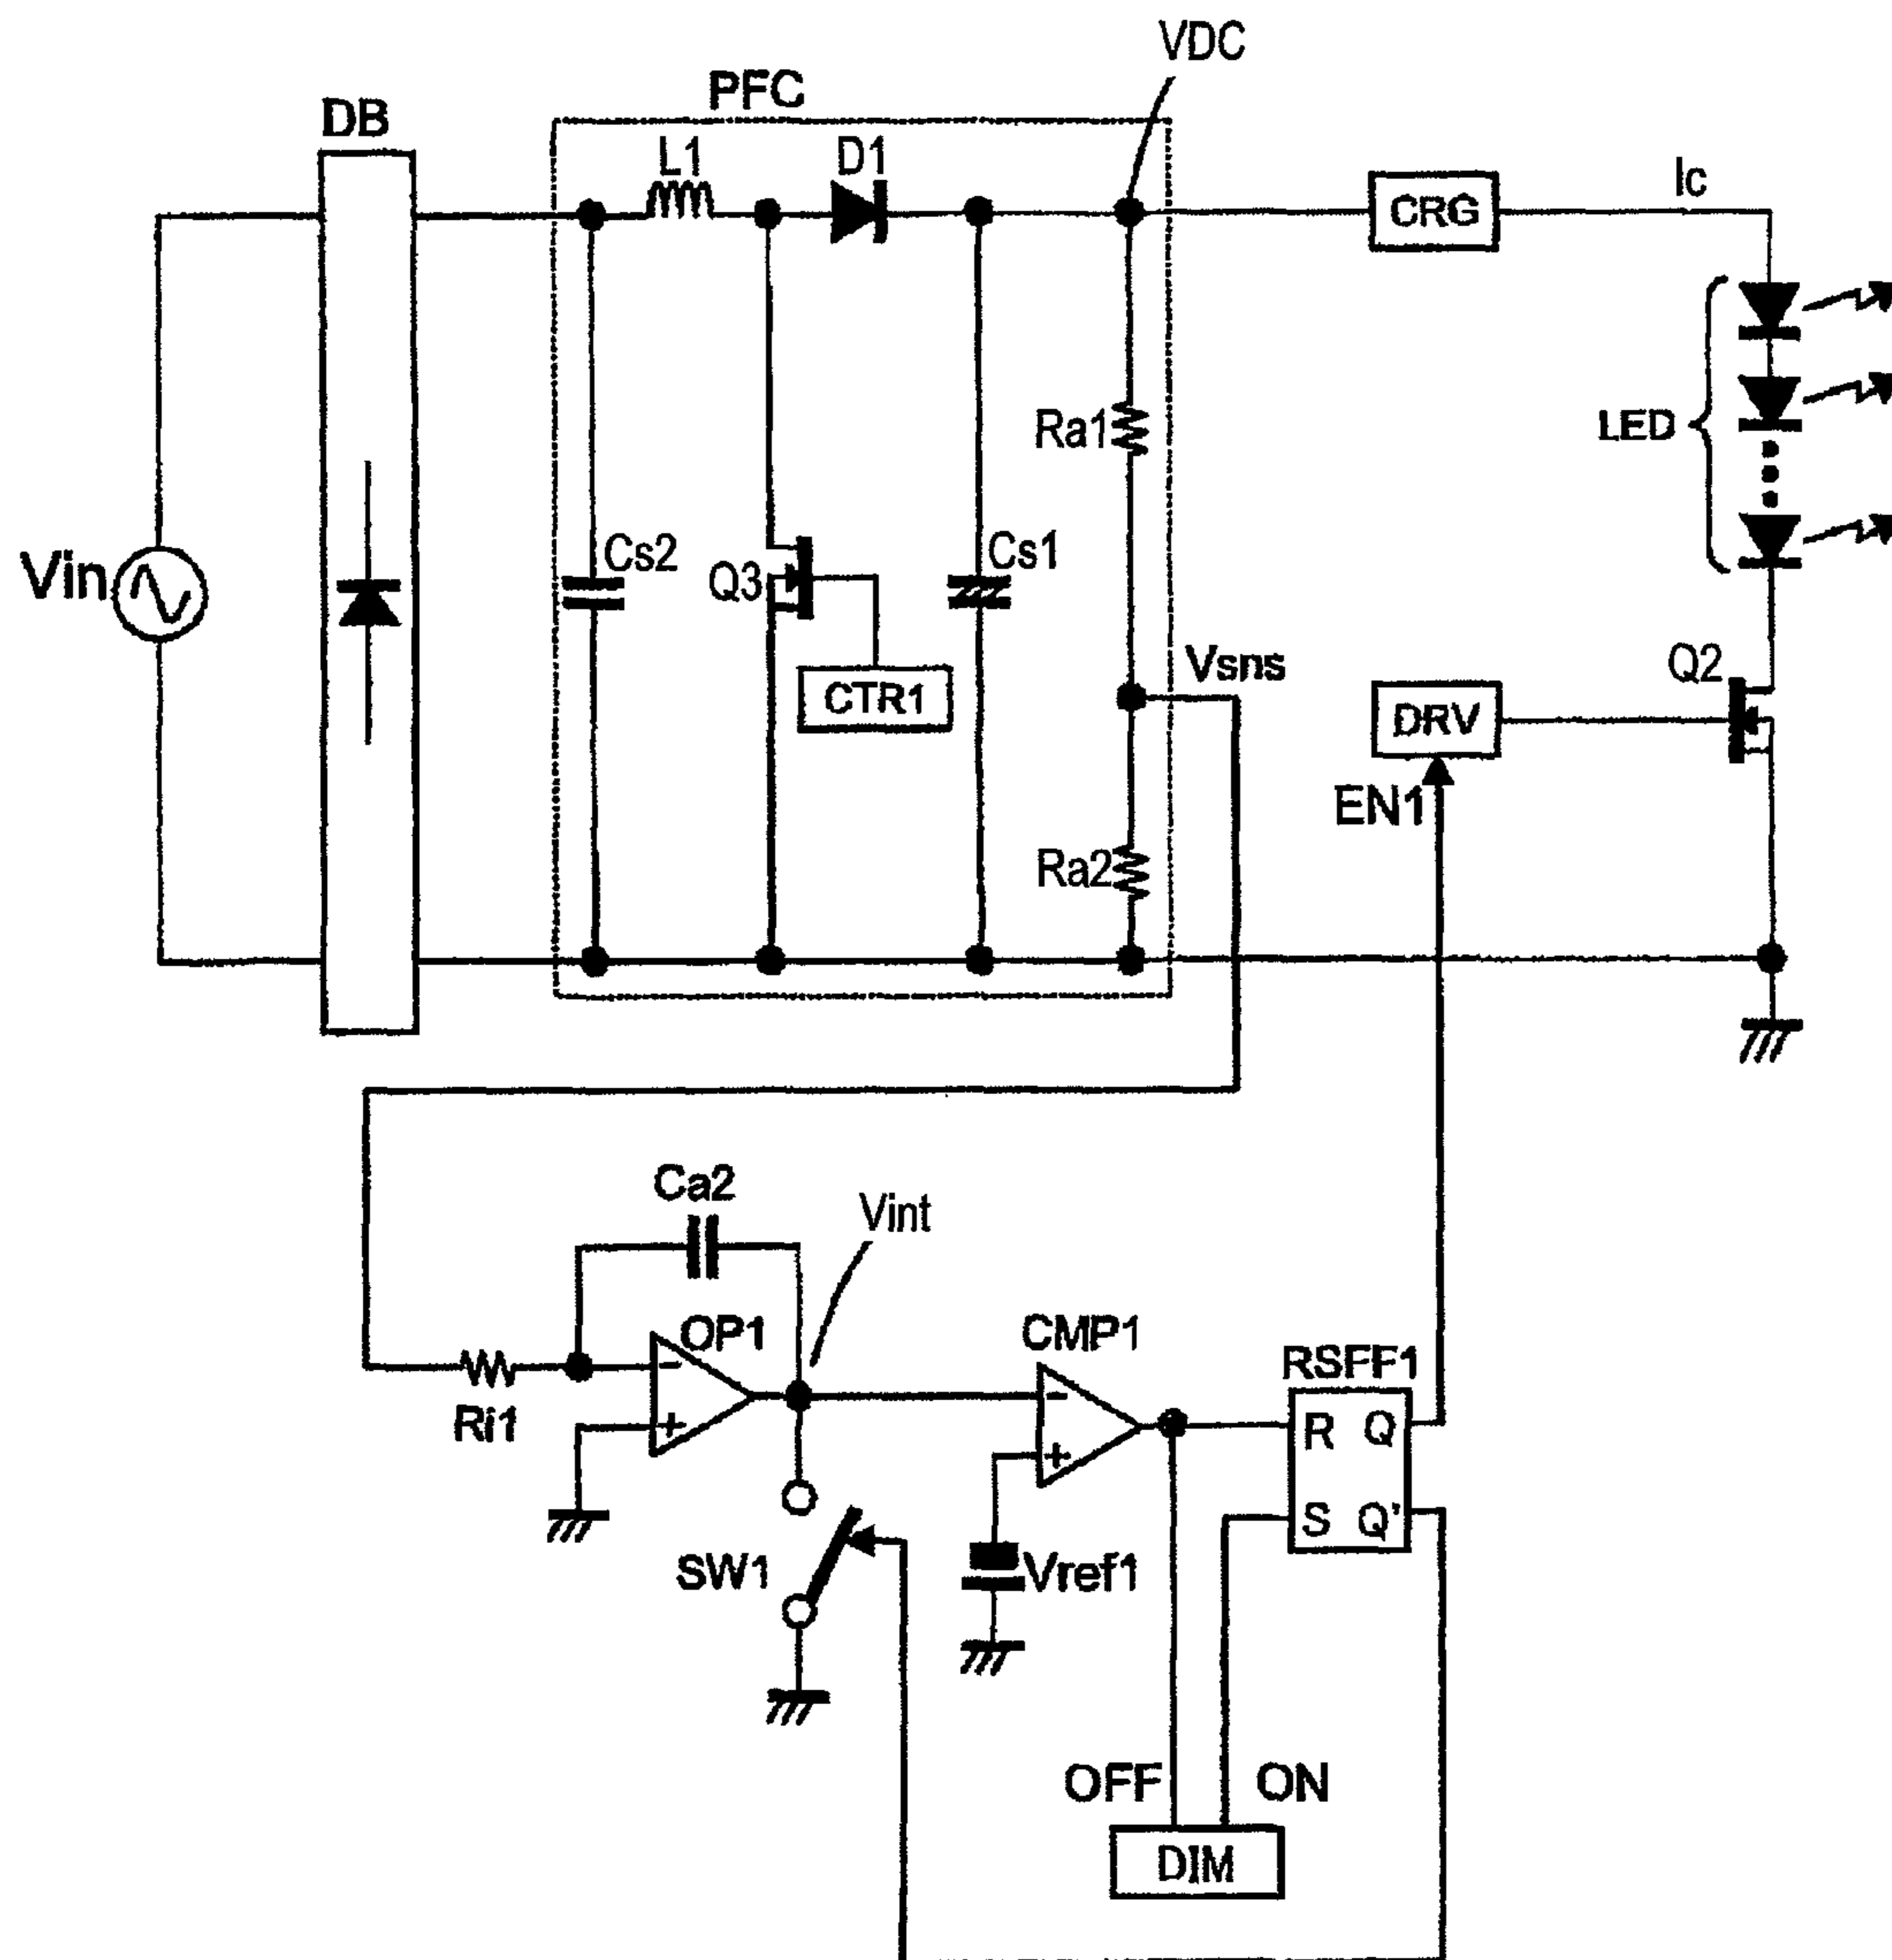 VDC
PFC
DB
L1
D1
CRG
Ic
Ra1
LED
Vin
Cs2
Q3
Cs1
CTR1
Vsns
Q2
DRV
EN1
Ra2
Ca2
Vint
OP1
-
+
Ri1
CMP1
-
+
RSFF1
R Q
S Q'
SW1
Vref1
OFF
ON
DIM